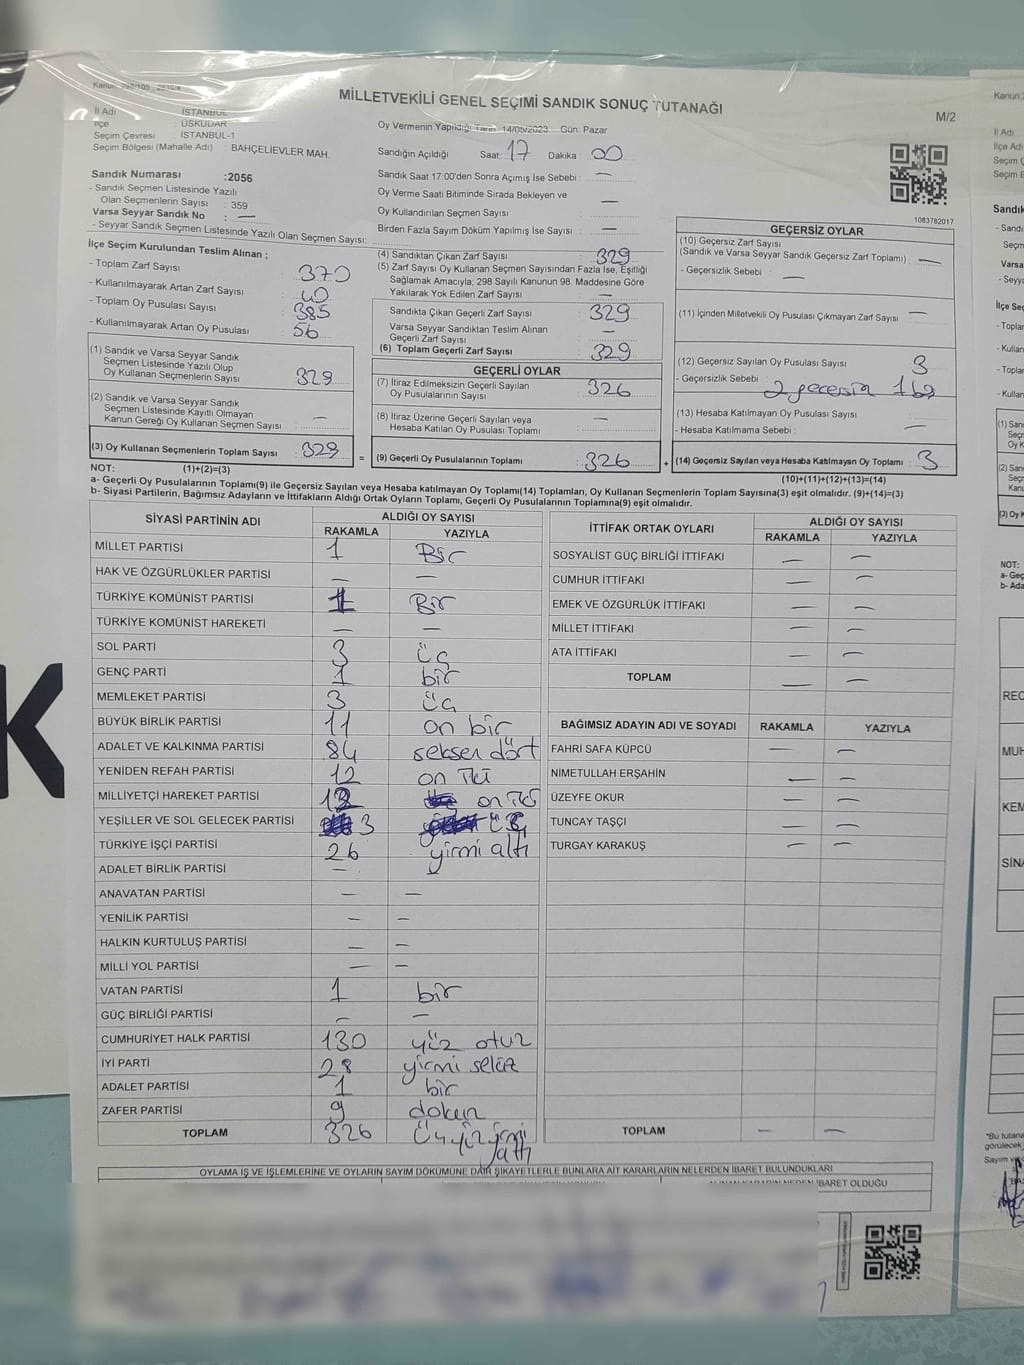 Kanun:
MİLLETVEKİLİ GENEL SEÇİMİ SANDIK SONUÇ TUTANAĞI
M/2
İl Adı : İSTANBUL
İlçe : ÜSKÜDAR
Seçim Çevresi : İSTANBUL-1
Seçim Bölgesi (Mahalle Adı) : BAHÇELİEVLER MAH.
Oy Vermenin Yapıldığı Tarih 14/05/2023 Gün: Pazar
Sandığın Açıldığı Saat: 17 Dakika: 00
Sandık Saat 17:00'den Sonra Açımış İse Sebebi : —
Oy Verme Saati Bitiminde Sırada Bekleyen ve
Oy Kullandırılan Seçmen Sayısı : —
Birden Fazla Sayım Döküm Yapılmış İse Sayısı : —
1083782017
Sandık Numarası :2056
- Sandık Seçmen Listesinde Yazılı
Olan Seçmenlerin Sayısı : 359
Varsa Seyyar Sandık No : —
- Seyyar Sandık Seçmen Listesinde Yazılı Olan Seçmen Sayısı:
İlçe Seçim Kurulundan Teslim Alınan ;
- Toplam Zarf Sayısı : 370
- Kullanılmayarak Artan Zarf Sayısı : 40
- Toplam Oy Pusulası Sayısı : 385
- Kullanılmayarak Artan Oy Pusulası : 56
(1) Sandık ve Varsa Seyyar Sandık
Seçmen Listesinde Yazılı Olup
Oy Kullanan Seçmenlerin Sayısı : 329
(2) Sandık ve Varsa Seyyar Sandık
Seçmen Listesinde Kayıtlı Olmayan
Kanun Gereği Oy Kullanan Seçmen Sayısı : —
(3) Oy Kullanan Seçmenlerin Toplam Sayısı : 329
(4) Sandıktan Çıkan Zarf Sayısı : 329
(5) Zarf Sayısı Oy Kullanan Seçmen Sayısından Fazla İse, Eşitliği
Sağlamak Amacıyla; 298 Sayılı Kanunun 98. Maddesine Göre
Yakılarak Yok Edilen Zarf Sayısı : —
Sandıkta Çıkan Geçerli Zarf Sayısı : 329
Varsa Seyyar Sandıktan Teslim Alınan
Geçerli Zarf Sayısı : —
(6) Toplam Geçerli Zarf Sayısı : 329
GEÇERLİ OYLAR
(7) İtiraz Edilmeksizin Geçerli Sayılan
Oy Pusulalarının Sayısı : 326
(8) İtiraz Üzerine Geçerli Sayılan veya
Hesaba Katılan Oy Pusulası Toplamı : —
= (9) Geçerli Oy Pusulalarının Toplamı : 326
GEÇERSİZ OYLAR
(10) Geçersiz Zarf Sayısı
(Sandık ve Varsa Seyyar Sandık Geçersiz Zarf Toplamı) : —
- Geçersizlik Sebebi : —
(11) İçinden Milletvekili Oy Pusulası Çıkmayan Zarf Sayısı : —
(12) Geçersiz Sayılan Oy Pusulası Sayısı : 3
- Geçersizlik Sebebi : 2 geçersiz 1
(13) Hesaba Katılmayan Oy Pusulası Sayısı
- Hesaba Katılmama Sebebi : —
+ (14) Geçersiz Sayılan veya Hesaba Katılmayan Oy Toplamı : 3
NOT: (1)+(2)=(3)
(10)+(11)+(12)+(13)=(14)
a- Geçerli Oy Pusulalarının Toplamı(9) ile Geçersiz Sayılan veya Hesaba katılmayan Oy Toplamı(14) Toplamları, Oy Kullanan Seçmenlerin Toplam Sayısına(3) eşit olmalıdır. (9)+(14)=(3)
b- Siyasi Partilerin, Bağımsız Adayların ve İttifakların Aldığı Ortak Oyların Toplamı, Geçerli Oy Pusulalarının Toplamına(9) eşit olmalıdır.
SİYASİ PARTİNİN ADI ALDIĞI OY SAYISI
RAKAMLA YAZIYLA
MİLLET PARTİSİ 1 Bir
HAK VE ÖZGÜRLÜKLER PARTİSİ — —
TÜRKİYE KOMÜNİST PARTİSİ 1 Bir
TÜRKİYE KOMÜNİST HAREKETİ — —
SOL PARTİ 3 üç
GENÇ PARTİ 1 bir
MEMLEKET PARTİSİ 3 üç
BÜYÜK BİRLİK PARTİSİ 11 on bir
ADALET VE KALKINMA PARTİSİ 84 seksen dört
YENİDEN REFAH PARTİSİ 12 on iki
MİLLİYETÇİ HAREKET PARTİSİ 12 on iki
YEŞİLLER VE SOL GELECEK PARTİSİ 3 üç
TÜRKİYE İŞÇİ PARTİSİ 26 yirmi altı
ADALET BİRLİK PARTİSİ —
ANAVATAN PARTİSİ — —
YENİLİK PARTİSİ — —
HALKIN KURTULUŞ PARTİSİ — —
MİLLİ YOL PARTİSİ — —
VATAN PARTİSİ 1 bir
GÜÇ BİRLİĞİ PARTİSİ — —
CUMHURİYET HALK PARTİSİ 130 yüz otuz
İYİ PARTİ 28 yirmi sekiz
ADALET PARTİSİ 1 bir
ZAFER PARTİSİ 9 dokuz
TOPLAM 326 Üçyüz yirmi
altı
İTTİFAK ORTAK OYLARI ALDIĞI OY SAYISI
RAKAMLA YAZIYLA
SOSYALİST GÜÇ BİRLİĞİ İTTİFAKI — —
CUMHUR İTTİFAKI — —
EMEK VE ÖZGÜRLÜK İTTİFAKI — —
MİLLET İTTİFAKI — —
ATA İTTİFAKI — —
TOPLAM — —
BAĞIMSIZ ADAYIN ADI VE SOYADI RAKAMLA YAZIYLA
FAHRİ SAFA KÜPCÜ — —
NİMETULLAH ERŞAHİN — —
ÜZEYFE OKUR — —
TUNCAY TAŞÇI — —
TURGAY KARAKUŞ — —
TOPLAM — —
OYLAMA İŞ VE İŞLEMLERİNE VE OYLARIN SAYIM DÖKÜMÜNE DAİR ŞİKAYETLERLE BUNLARA AİT KARARLARIN NELERDEN İBARET BULUNDUKLARI
İBARET OLDUĞU
K
Kanun:
İl Adı
İlçe Adı
Seçim
Seçim
NOT: